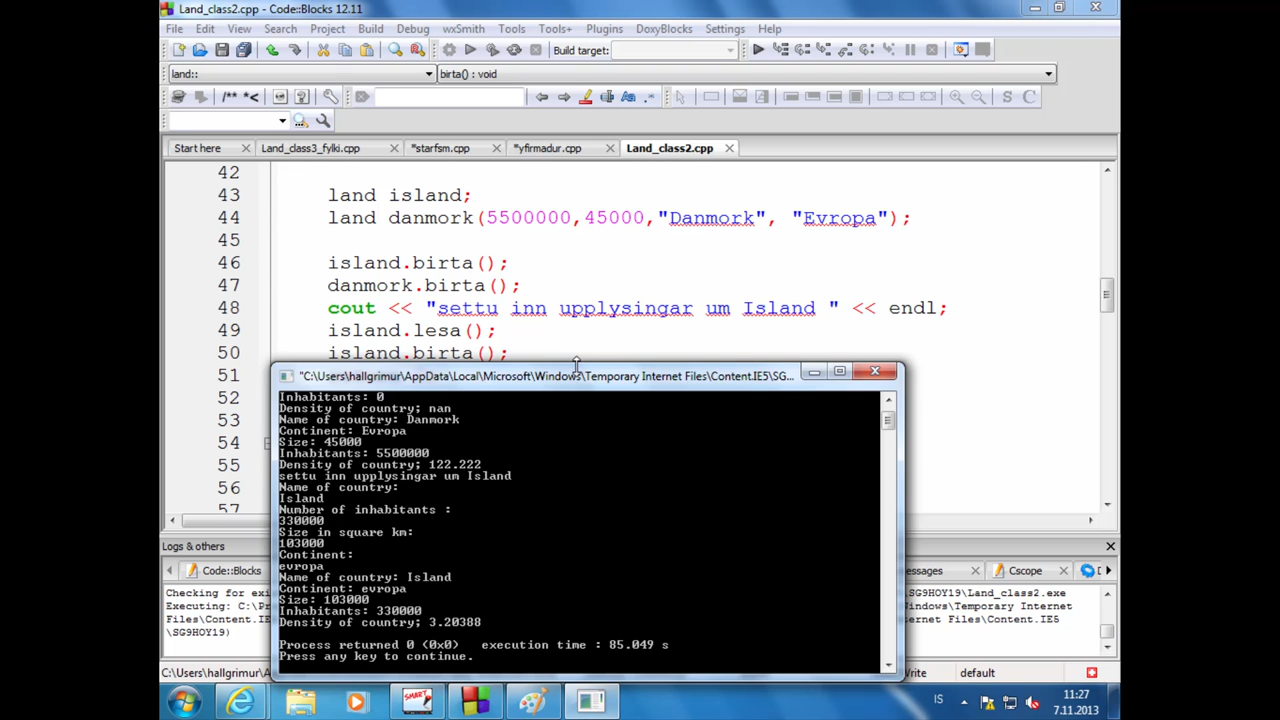 Land_class2.cpp - Code::Blocks 12.11
File Edit View Search Project Build Debug wxSmith Tools Tools+ Plugins DoxyBlocks Settings Help
Build target:
land:: birta() : void
/** *<
Start here Land_class3_fylki.cpp *starfsm.cpp *yfirmadur.cpp Land_class2.cpp
42
43 land island;
44 land danmork(5500000,45000,"Danmork", "Evropa");
45
46 island.birta();
47 danmork.birta();
48 cout << "settu inn upplysingar um Island " << endl;
49 island.lesa();
50 island.birta();
51
52
53
54
55
56
57
"C:\Users\hallgrimur\AppData\Local\Microsoft\Windows\Temporary Internet Files\Content.IE5\SG...
Inhabitants: 0
Density of country; nan
Name of country: Danmork
Continent: Evropa
Size: 45000
Inhabitants: 5500000
Density of country; 122.222
settu inn upplysingar um Island
Name of country:
Island
Number of inhabitants :
330000
Size in square km:
103000
Continent:
evropa
Name of country: Island
Continent: evropa
Size: 103000
Inhabitants: 330000
Density of country; 3.20388
Process returned 0 (0x0) execution time : 85.049 s
Press any key to continue.
Logs & others
Code::Blocks
essages Cscope
Checking for exi
Executing: C:\Pr
Files\Content.IE
\SG9HOY19)
SG9HOY19/Land_class2.exe
ndows\Temporary Internet
ernet Files\Content.IE5
C:\Users\hallgrimur\Ap
rite default
SMART
IS 11:27
7.11.2013